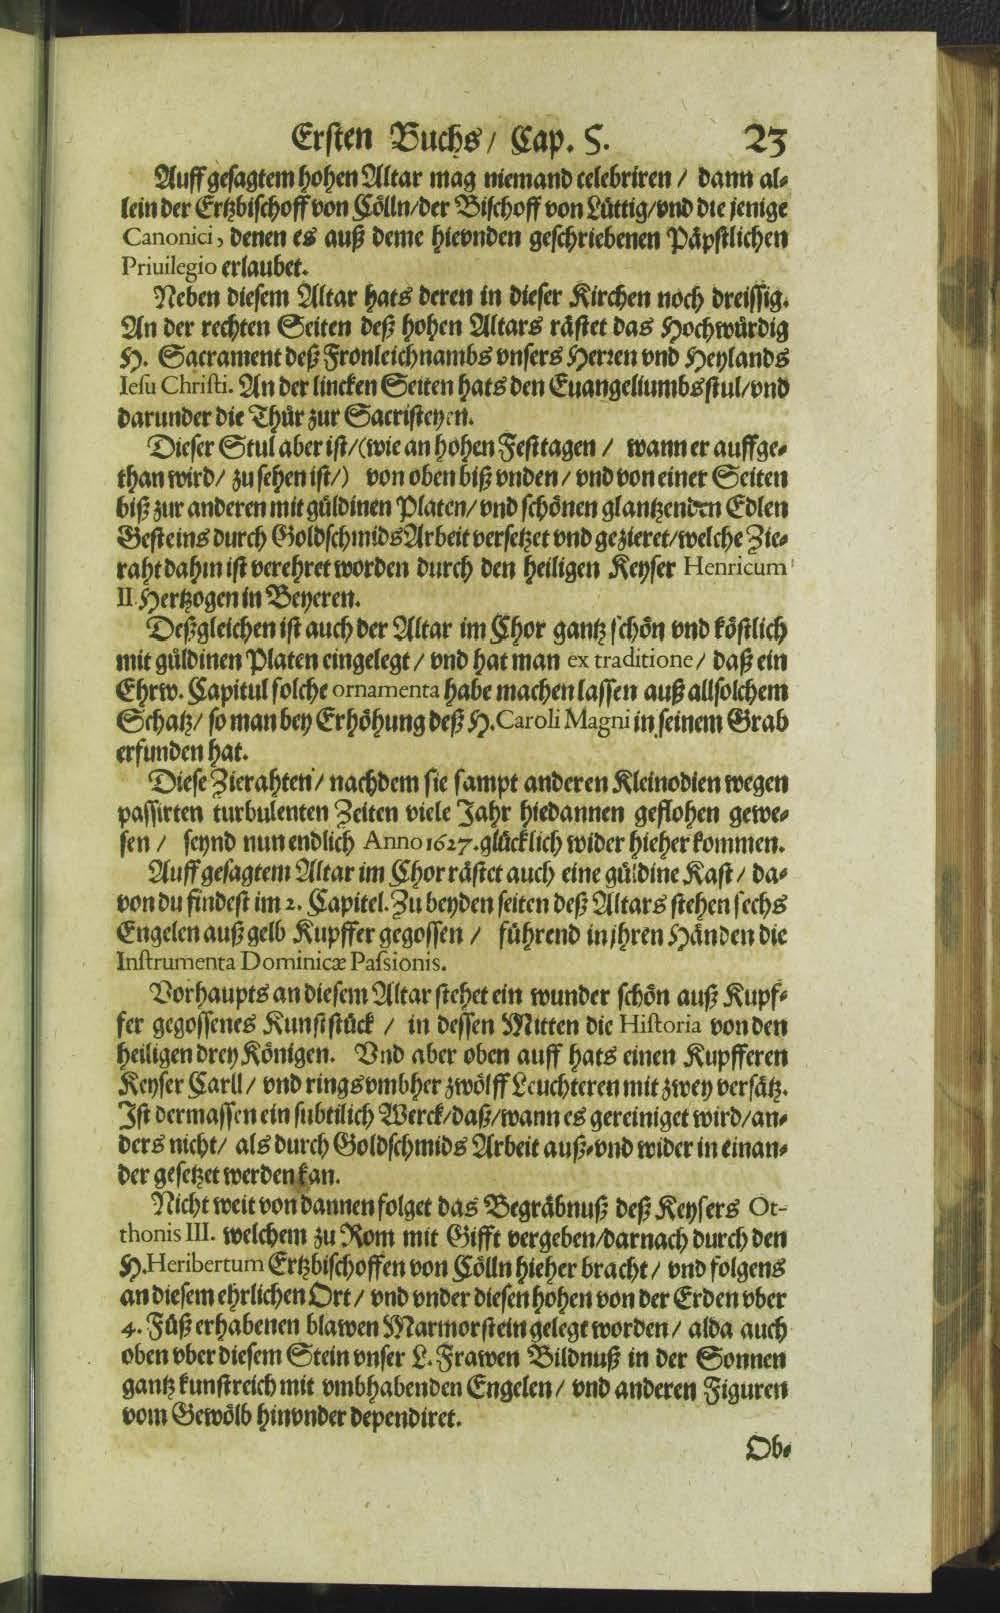 Ersten Buchs/ Cap. S. 23
Auff gesagtem hohen Altar mag niemand celebriren / dann al-
lein der Ertzbischoff von Cölln/der Bischoff von Lüttig/vnd die jenige
Canonici, denen es auß deme hievnden geschriebenen Päpstlichen
Priuilegio erlaubet.
Neben diesem Altar hats deren in dieser Kirchen noch dreissig.
An der rechten Seiten deß hohen Altars rästet das Hochwürdig
H. Sacrament deß Fronleichnambs vnsers Herren vnd Heylands
Iesu Christi. An der lincken Seiten hats den Euangeliumbsstul/vnd
darunder die Thür zur Sacristeyen.
Dieser Stul aber ist/(wie an hohen Festtagen / wann er auffge-
than wird/ zu sehen ist/) von oben biß vnden / vnd von einer Seiten
biß zur anderen mit güldinen Platen/ vnd schönen glantzenden Edlen
Gesteins durch Goldschmids Arbeit versetzet vnd gezieret/welche Zie-
raht dahin ist verehret worden durch den heiligen Keyser Henricum
II. Hertzogen in Beyeren.
Deßgleichen ist auch der Altar im Chor gantz schön vnd köstlich
mit güldinen Platen eingelegt / vnd hat man ex traditione / daß ein
Ehrw. Capitul solche ornamenta habe machen lassen auß allsolchem
Schatz/ so man bey Erhöhung deß H. Caroli Magni in seinem Grab
erfunden hat.
Diese Zierahten / nachdem sie sampt anderen Kleinodien wegen
passirten turbulenten Zeiten viele Jahr hiedannen geflohen gewe-
sen / seynd nun endlich Anno 1627. glücklich wider hieher kommen.
Auff gesagtem Altar im Chor rästet auch eine güldine Kast / da-
von du findest im 2. Capitel. Zu beyden seiten deß Altars stehen sechs
Engelen auß gelb Kupffer gegossen / führend in jhren Händen die
Instrumenta Dominicæ Passionis.
Vorhaupts an diesem Altar stehet ein wunder schön auß Kupf-
fer gegossenes Kunststück / in dessen Mitten die Historia von den
heiligen drey Königen. Vnd aber oben auff hats einen Kupfferen
Keyser Carll / vnd rings vmbher zwölff Leuchteren mit zwey versätz.
Ist dermassen ein subtilich Werck/daß/wann es gereiniget wird/an-
ders nicht/ als durch Goldschmids Arbeit auß-vnd wider in einan-
der gesetzet werden kan.
Nicht weit von dannen folget das Begräbnuß deß Keysers Ot-
thonis III. welchem zu Rom mit Gifft vergeben/darnach durch den
H. Heribertum Ertzbischoffen von Cölln hieher bracht / vnd folgens
an diesem ehrlichen Ort / vnd vnder diesen hohen von der Erden vber
4. Füß erhabenen blawen Marmorstein gelegt worden / alda auch
oben vber diesem Stein vnser L. Frawen Bildnuß in der Sonnen
gantz kunstreich mit vmbhabenden Engelen / vnd anderen Figuren
vom Gewölb hinvnder dependiret.
Ob-